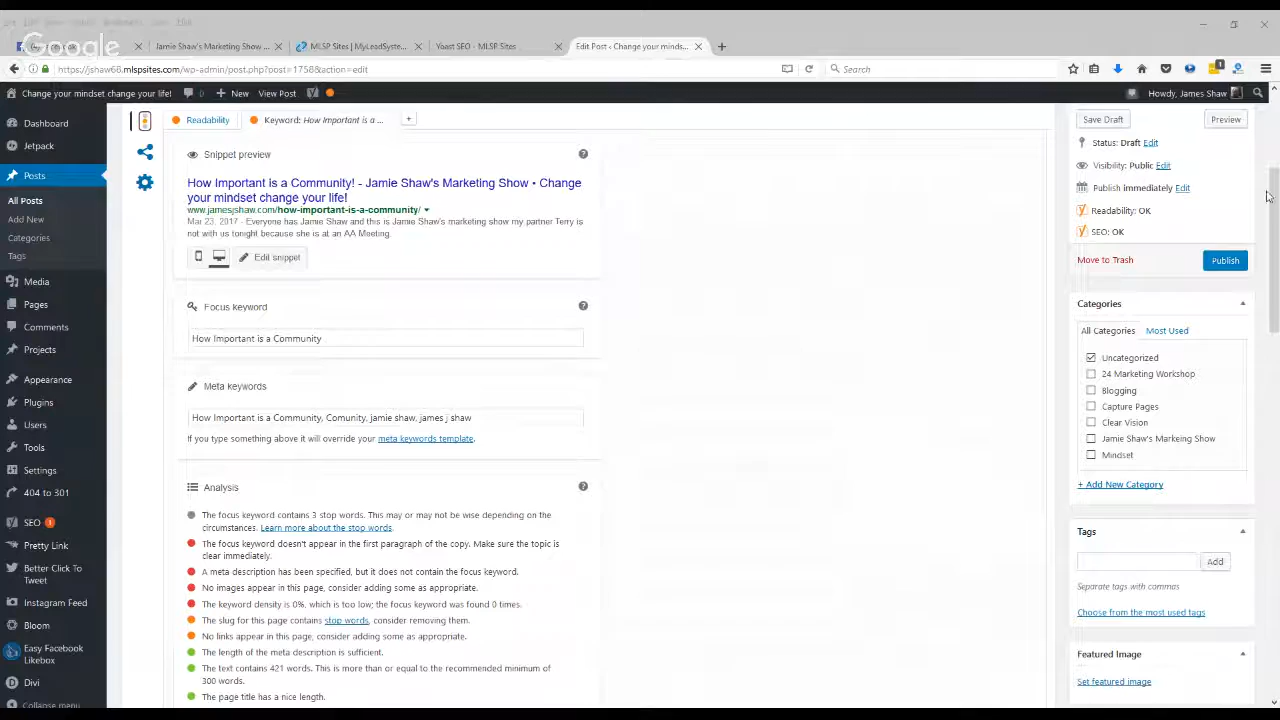 Google
Jamie Shaw's Marketing Show ...
MLSP Sites | MyLeadSyste...
Yoast SEO - MLSP Sites
Edit Post ‹ Change your minds...
https://jshaw66.mlpsites.com/wp-admin/post.php?post=1758&action=edit
Search
Change your mindset change your life!
0
New
View Post
Howdy, James Shaw
Dashboard
Jetpack
Posts
All Posts
Add New
Categories
Tags
Media
Pages
Comments
Projects
Appearance
Plugins
Users
Tools
Settings
404 to 301
SEO 1
Pretty Link
Better Click To
Tweet
Instagram Feed
Bloom
Easy Facebook
Likebox
Divi
Collapse menu
Readability
Keyword: How Important is a ...
+
Snippet preview
How Important is a Community! - Jamie Shaw's Marketing Show • Change
your mindset change your life!
www.jamesjshaw.com/how-important-is-a-community/
Mar 23, 2017 - Everyone has Jamie Shaw and this is Jamie Shaw's marketing show my partner Terry is
not with us tonight because she is at an AA Meeting.
Edit snippet
Focus keyword
How Important is a Community
Meta keywords
How Important is a Community, Comunity, jamie shaw, james j shaw
If you type something above it will override your meta keywords template.
Analysis
The focus keyword contains 3 stop words. This may or may not be wise depending on the
circumstances. Learn more about the stop words.
The focus keyword doesn't appear in the first paragraph of the copy. Make sure the topic is
clear immediately.
A meta description has been specified, but it does not contain the focus keyword.
No images appear in this page, consider adding some as appropriate.
The keyword density is 0%, which is too low; the focus keyword was found 0 times.
The slug for this page contains stop words, consider removing them.
No links appear in this page, consider adding some as appropriate.
The length of the meta description is sufficient.
The text contains 421 words. This is more than or equal to the recommended minimum of
300 words.
The page title has a nice length.
Save Draft
Preview
Status: Draft Edit
Visibility: Public Edit
Publish immediately Edit
Readability: OK
SEO: OK
Move to Trash
Publish
Categories
All Categories
Most Used
Uncategorized
24 Marketing Workshop
Blogging
Capture Pages
Clear Vision
Jamie Shaw's Markeing Show
Mindset
+ Add New Category
Tags
Add
Separate tags with commas
Choose from the most used tags
Featured Image
Set featured image